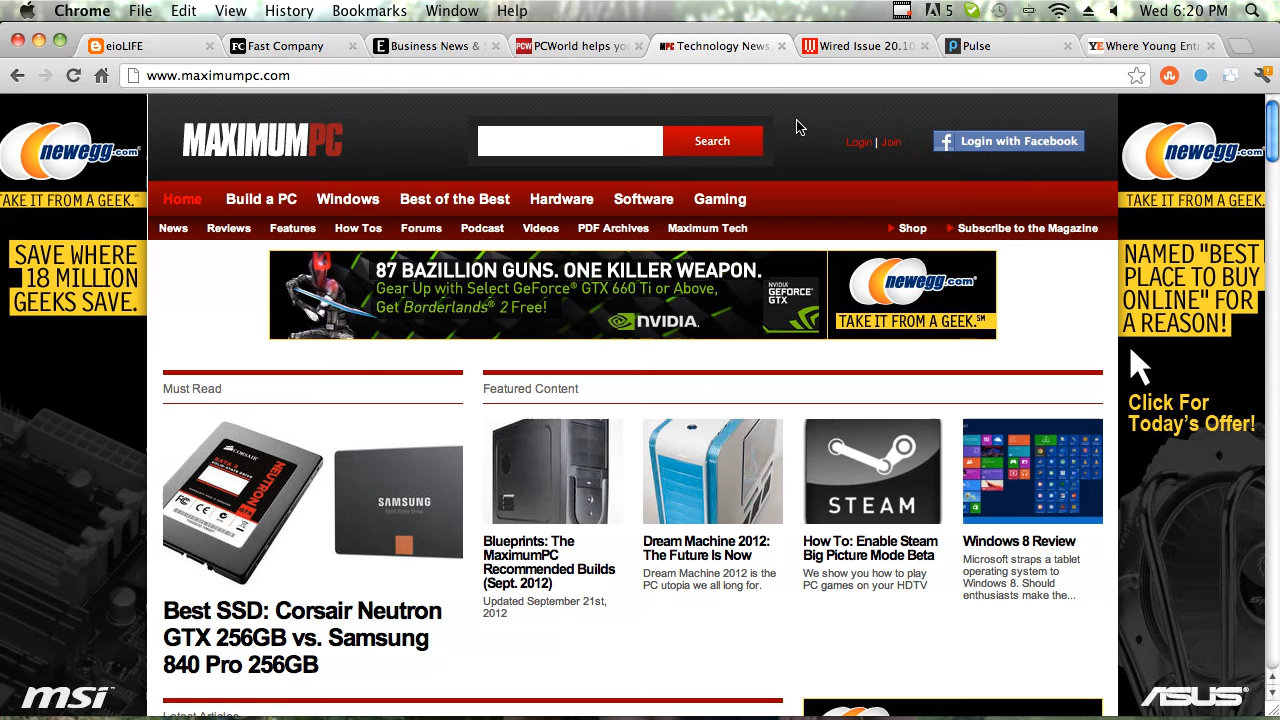 Chrome File Edit View History Bookmarks Window Help 5 Wed 6:20 PM
eioLIFE Fast Company Business News & PCWorld helps you Technology News, Wired Issue 20.10 Pulse Where Young Entr
www.maximumpc.com
MAXIMUMPC
Search
Login | Join
Login with Facebook
Home Build a PC Windows Best of the Best Hardware Software Gaming
News Reviews Features How Tos Forums Podcast Videos PDF Archives Maximum Tech Shop Subscribe to the Magazine
newegg.com
TAKE IT FROM A GEEK.
SAVE WHERE
18 MILLION
GEEKS SAVE.
msi
87 BAZILLION GUNS. ONE KILLER WEAPON.
Gear Up with Select GeForce® GTX 660 Ti or Above,
Get Borderlands® 2 Free!
NVIDIA.
NVIDIA
GEFORCE
GTX
newegg.com
TAKE IT FROM A GEEK.SM
newegg.com
TAKE IT FROM A GEEK.
NAMED "BEST
PLACE TO BUY
ONLINE" FOR
A REASON!
Click For
Today's Offer!
ASUS
Must Read
CORSAIR
NEUTRON
GTX
SAMSUNG
Best SSD: Corsair Neutron
GTX 256GB vs. Samsung
840 Pro 256GB
Featured Content
Blueprints: The
MaximumPC
Recommended Builds
(Sept. 2012)
Updated September 21st,
2012
Dream Machine 2012:
The Future Is Now
Dream Machine 2012 is the
PC utopia we all long for.
STEAM
How To: Enable Steam
Big Picture Mode Beta
We show you how to play
PC games on your HDTV
Windows 8 Review
Microsoft straps a tablet
operating system to
Windows 8. Should
enthusiasts make the...
Latest Articles